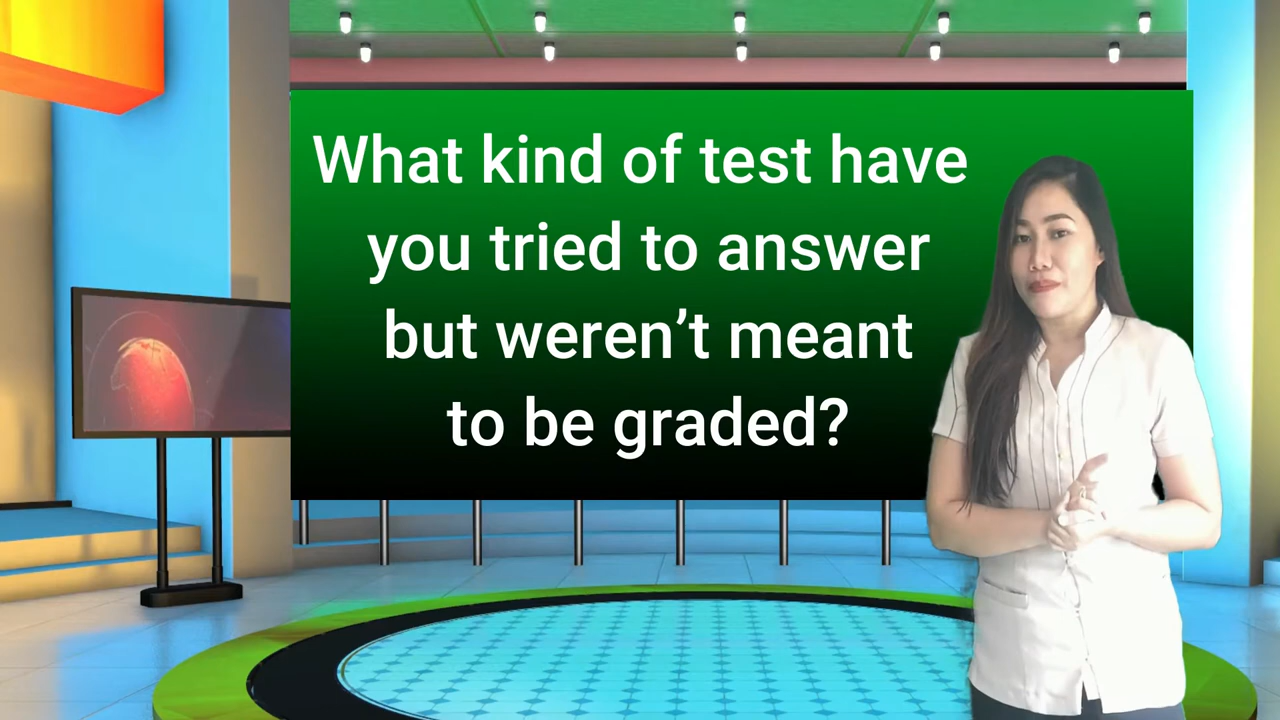 What kind of test have
you tried to answer
but weren’t meant
to be graded?